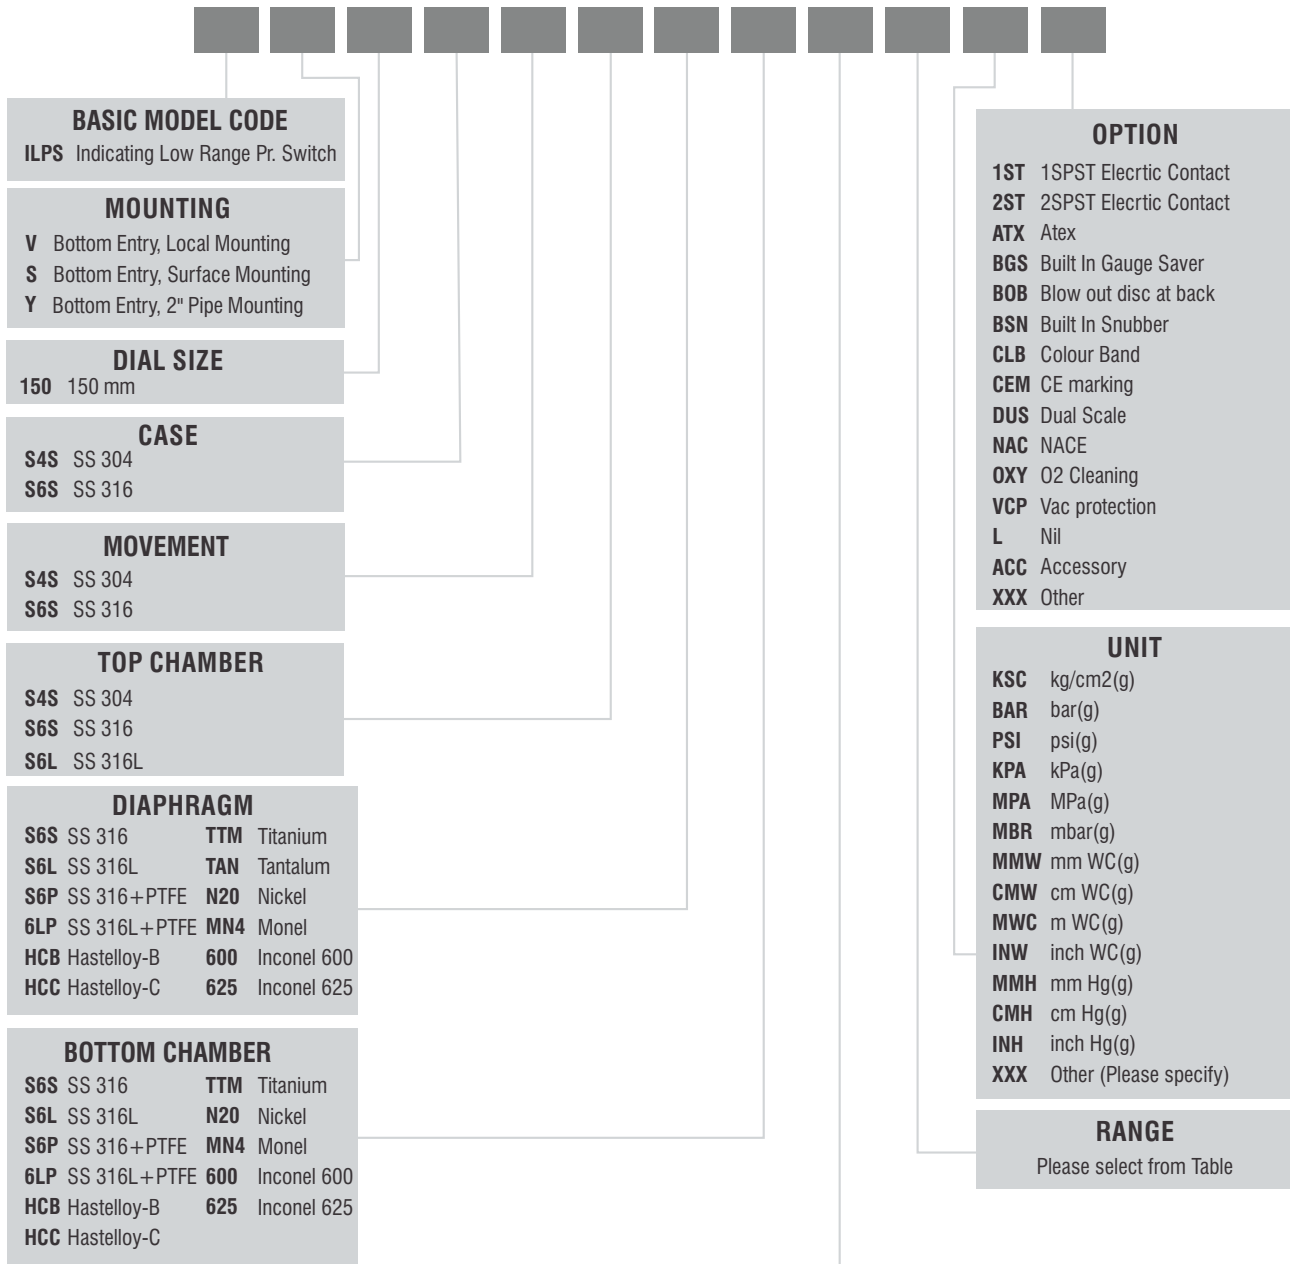 BASIC MODEL CODE
ILPS Indicating Low Range Pr. Switch
MOUNTING
V Bottom Entry, Local Mounting
S Bottom Entry, Surface Mounting
Y Bottom Entry, 2" Pipe Mounting
DIAL SIZE
150 150 mm
CASE
S4S SS 304
S6S SS 316
MOVEMENT
S4S SS 304
S6S SS 316
TOP CHAMBER
S4S SS 304
S6S SS 316
S6L SS 316L
DIAPHRAGM
S6S SS 316 TTM Titanium
S6L SS 316L TAN Tantalum
S6P SS 316+PTFE N20 Nickel
6LP SS 316L+PTFE MN4 Monel
HCB Hastelloy-B 600 Inconel 600
HCC Hastelloy-C 625 Inconel 625
BOTTOM CHAMBER
S6S SS 316 TTM Titanium
S6L SS 316L N20 Nickel
S6P SS 316+PTFE MN4 Monel
6LP SS 316L+PTFE 600 Inconel 600
HCB Hastelloy-B 625 Inconel 625
HCC Hastelloy-C
OPTION
1ST 1SPST Elecrtic Contact
2ST 2SPST Elecrtic Contact
ATX Atex
BGS Built In Gauge Saver
BOB Blow out disc at back
BSN Built In Snubber
CLB Colour Band
CEM CE marking
DUS Dual Scale
NAC NACE
OXY O2 Cleaning
VCP Vac protection
L Nil
ACC Accessory
XXX Other
UNIT
KSC kg/cm2(g)
BAR bar(g)
PSI psi(g)
KPA kPa(g)
MPA MPa(g)
MBR mbar(g)
MMW mm WC(g)
CMW cm WC(g)
MWC m WC(g)
INW inch WC(g)
MMH mm Hg(g)
CMH cm Hg(g)
INH inch Hg(g)
XXX Other (Please specify)
RANGE
Please select from Table